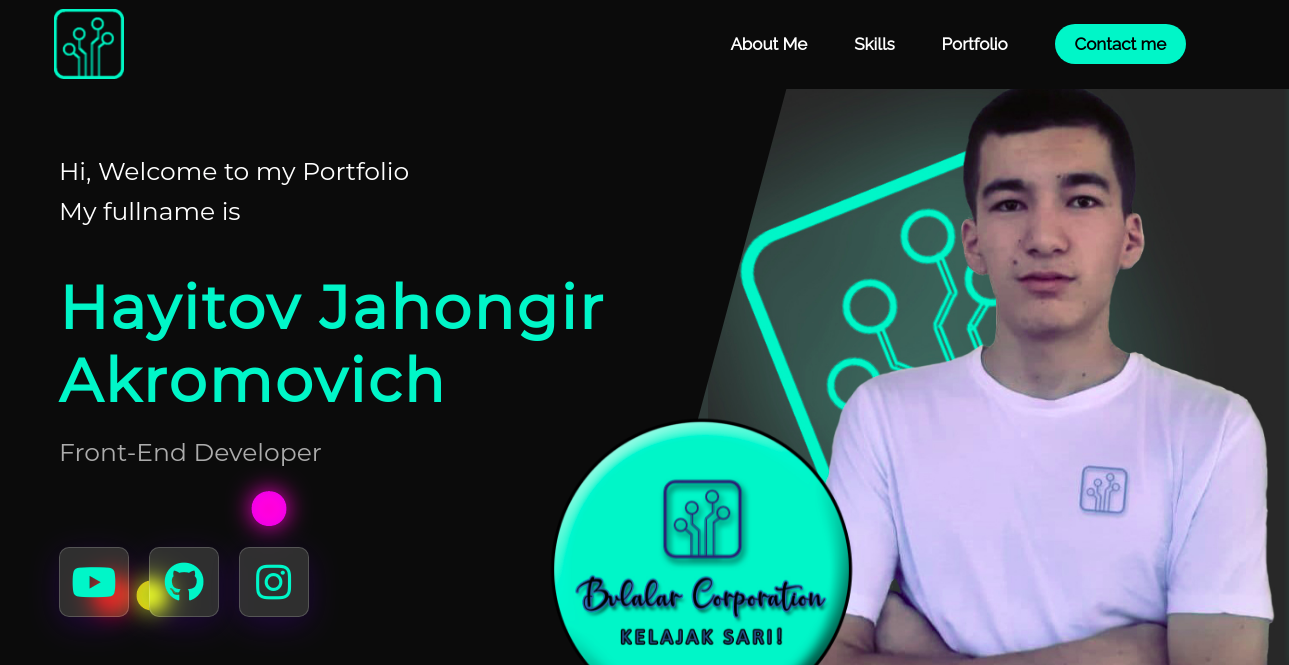 About Me
Skills
Portfolio
Contact me
Hi, Welcome to my Portfolio
My fullname is
Hayitov Jahongir
Akromovich
Front-End Developer
Bvlalar Corporation
KELAJAK SARI!